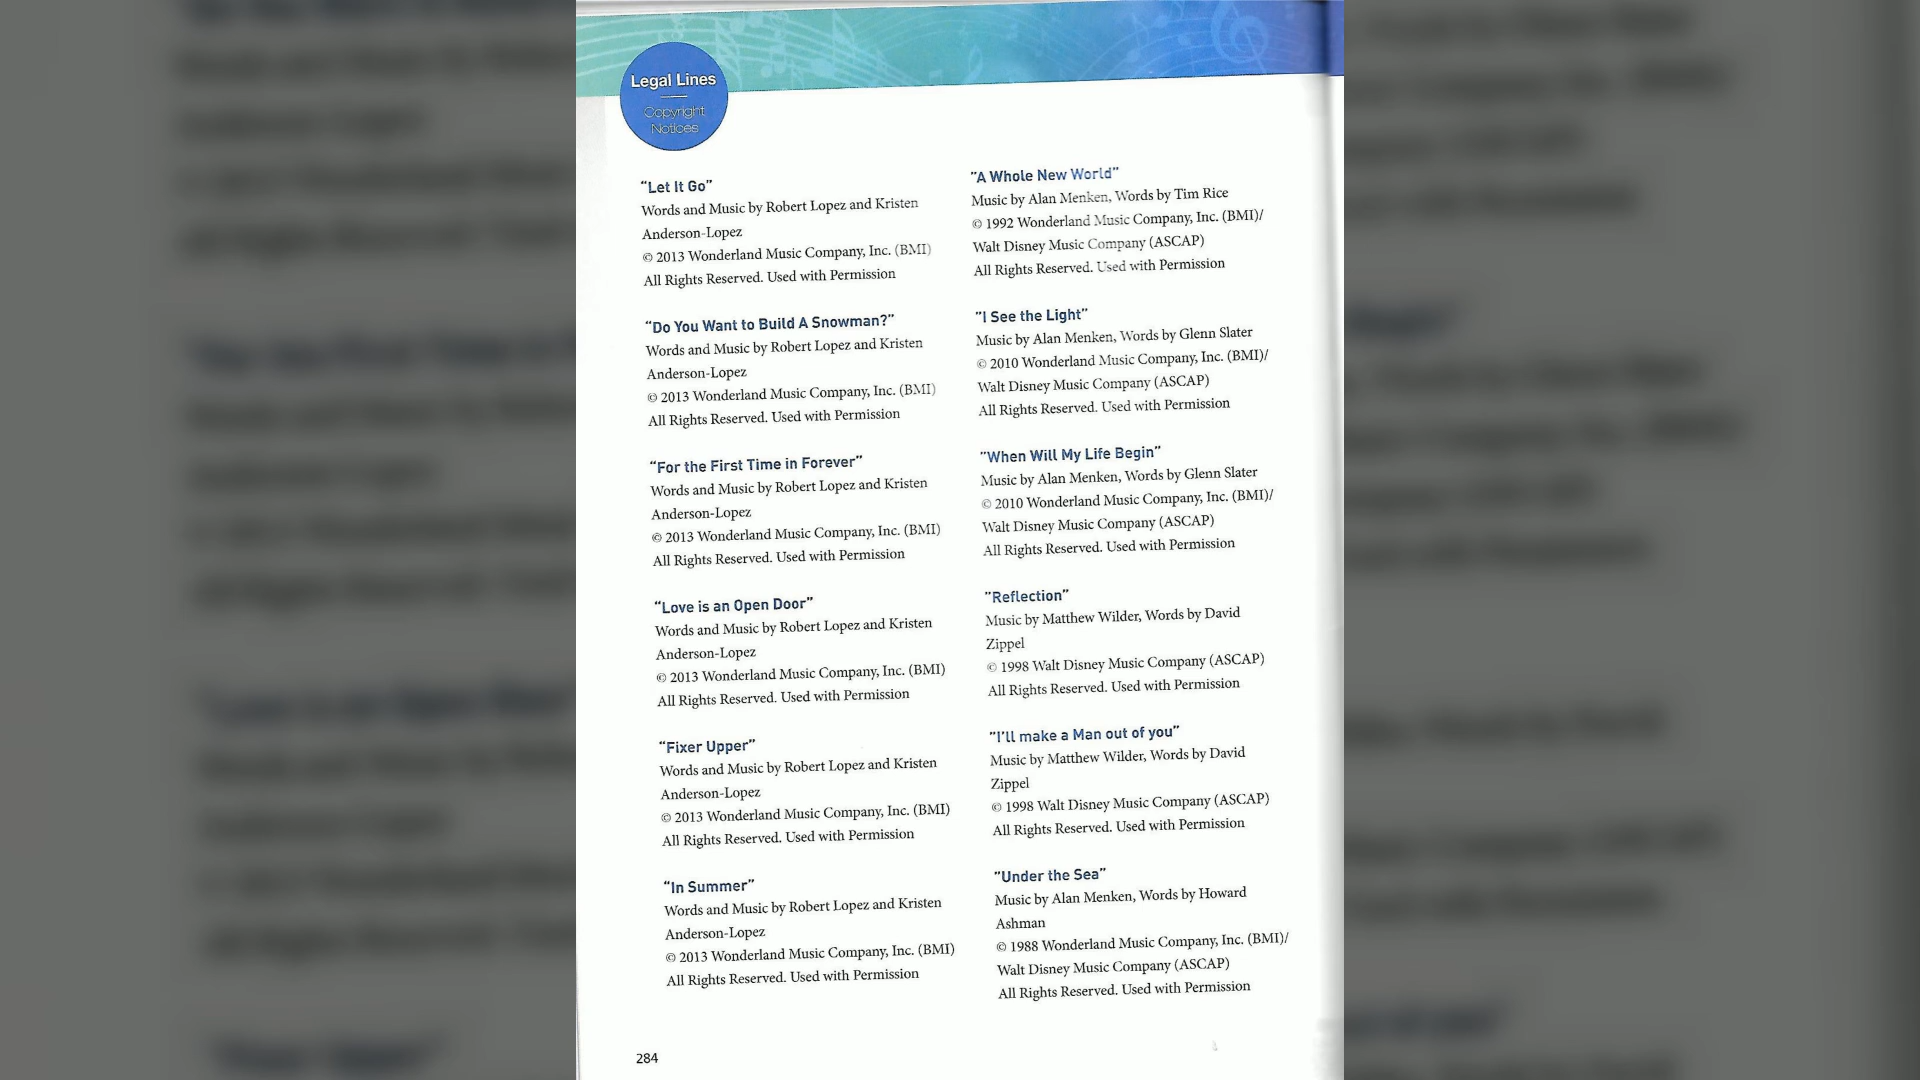 Legal Lines
Copyright
Notices
“Let It Go”
Words and Music by Robert Lopez and Kristen
Anderson-Lopez
© 2013 Wonderland Music Company, Inc. (BMI)
All Rights Reserved. Used with Permission
“Do You Want to Build A Snowman?”
Words and Music by Robert Lopez and Kristen
Anderson-Lopez
© 2013 Wonderland Music Company, Inc. (BMI)
All Rights Reserved. Used with Permission
“For the First Time in Forever”
Words and Music by Robert Lopez and Kristen
Anderson-Lopez
© 2013 Wonderland Music Company, Inc. (BMI)
All Rights Reserved. Used with Permission
“Love is an Open Door”
Words and Music by Robert Lopez and Kristen
Anderson-Lopez
© 2013 Wonderland Music Company, Inc. (BMI)
All Rights Reserved. Used with Permission
“Fixer Upper”
Words and Music by Robert Lopez and Kristen
Anderson-Lopez
© 2013 Wonderland Music Company, Inc. (BMI)
All Rights Reserved. Used with Permission
“In Summer”
Words and Music by Robert Lopez and Kristen
Anderson-Lopez
© 2013 Wonderland Music Company, Inc. (BMI)
All Rights Reserved. Used with Permission
"A Whole New World”
Music by Alan Menken, Words by Tim Rice
© 1992 Wonderland Music Company, Inc. (BMI)/
Walt Disney Music Company (ASCAP)
All Rights Reserved. Used with Permission
"I See the Light”
Music by Alan Menken, Words by Glenn Slater
© 2010 Wonderland Music Company, Inc. (BMI)/
Walt Disney Music Company (ASCAP)
All Rights Reserved. Used with Permission
"When Will My Life Begin”
Music by Alan Menken, Words by Glenn Slater
© 2010 Wonderland Music Company, Inc. (BMI)/
Walt Disney Music Company (ASCAP)
All Rights Reserved. Used with Permission
"Reflection”
Music by Matthew Wilder, Words by David
Zippel
© 1998 Walt Disney Music Company (ASCAP)
All Rights Reserved. Used with Permission
"I’ll make a Man out of you”
Music by Matthew Wilder, Words by David
Zippel
© 1998 Walt Disney Music Company (ASCAP)
All Rights Reserved. Used with Permission
"Under the Sea”
Music by Alan Menken, Words by Howard
Ashman
© 1988 Wonderland Music Company, Inc. (BMI)/
Walt Disney Music Company (ASCAP)
All Rights Reserved. Used with Permission
284